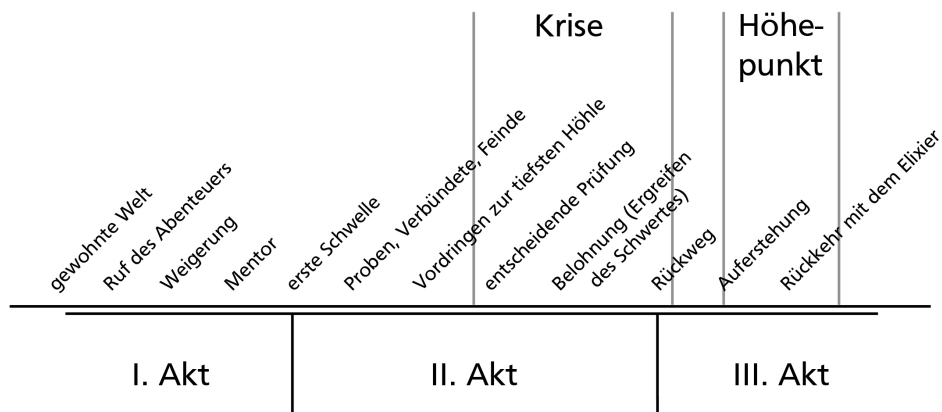 Krise
Höhe-
punkt
gewohnte Welt
Ruf des Abenteuers
Weigerung
Mentor
erste Schwelle
Proben, Verbündete, Feinde
Vordringen zur tiefsten Höhle
entscheidende Prüfung
Belohnung (Ergreifen
des Schwertes)
Rückweg
Auferstehung
Rückkehr mit dem Elixier
I. Akt
II. Akt
III. Akt